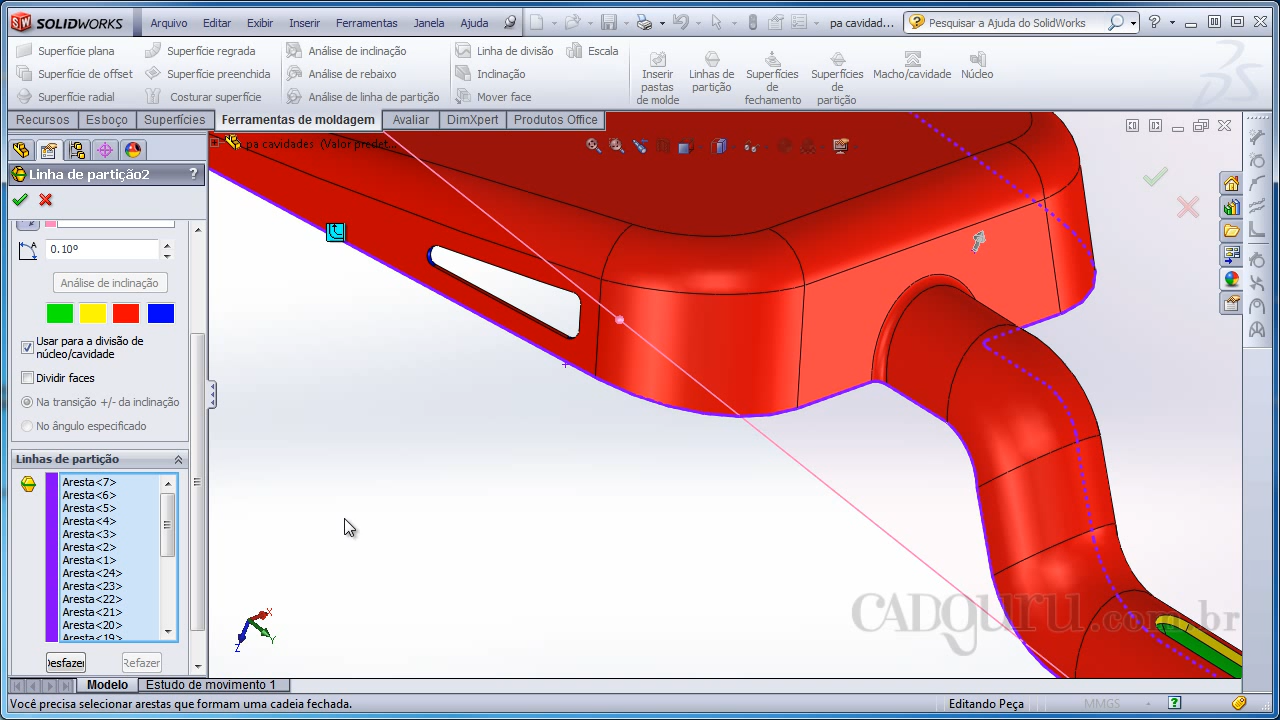 SOLIDWORKS Arquivo Editar Exibir Inserir Ferramentas Janela Ajuda pa cavidad... Pesquisar a Ajuda do SolidWorks
Superfície plana Superfície regrada Análise de inclinação Linha de divisão Escala
Superfície de offset Superfície preenchida Análise de rebaixo Inclinação
Superfície radial Costurar superfície Análise de linha de partição Mover face
Inserir pastas de molde
Linhas de partição
Superfícies de fechamento
Superfícies de partição
Macho/cavidade
Núcleo
Recursos Esboço Superfícies Ferramentas de moldagem Avaliar DimXpert Produtos Office
pa cavidades (Valor predet...
Linha de partição2 ?
0.10º
Análise de inclinação
Usar para a divisão de
núcleo/cavidade
Dividir faces
Na transição +/- da inclinação
No ângulo especificado
Linhas de partição
Aresta<7>
Aresta<6>
Aresta<5>
Aresta<4>
Aresta<3>
Aresta<2>
Aresta<1>
Aresta<24>
Aresta<23>
Aresta<22>
Aresta<21>
Aresta<20>
Aresta<19>
Desfazer Refazer
X
Y
Z
CADguru.com.br
Modelo Estudo de movimento 1
Você precisa selecionar arestas que formam uma cadeia fechada. Editando Peça MMGS